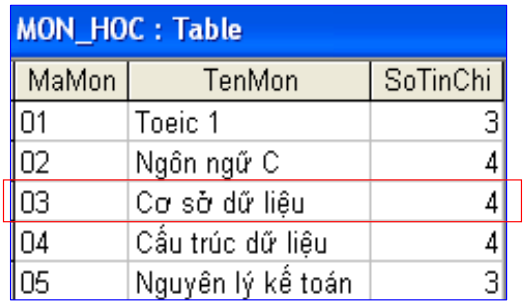 MON_HOC : Table
MaMon TenMon SoTinChi
01 Toeic 1 3
02 Ngôn ngữ C 4
03 Cơ sở dữ liệu 4
04 Cấu trúc dữ liệu 4
05 Nguyên lý kế toán 3